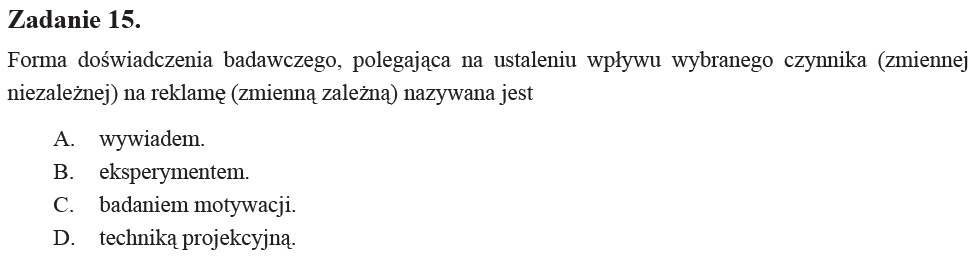 Zadanie 15.
Forma doświadczenia badawczego, polegająca na ustaleniu wpływu wybranego czynnika (zmiennej
niezależnej) na reklamę (zmienną zależną) nazywana jest
A. wywiadem.
B. eksperymentem.
C. badaniem motywacji.
D. techniką projekcyjną.